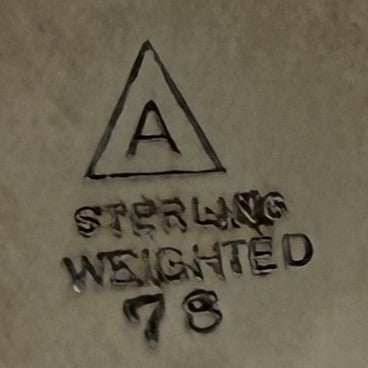 A
STERLING
WEIGHTED
78